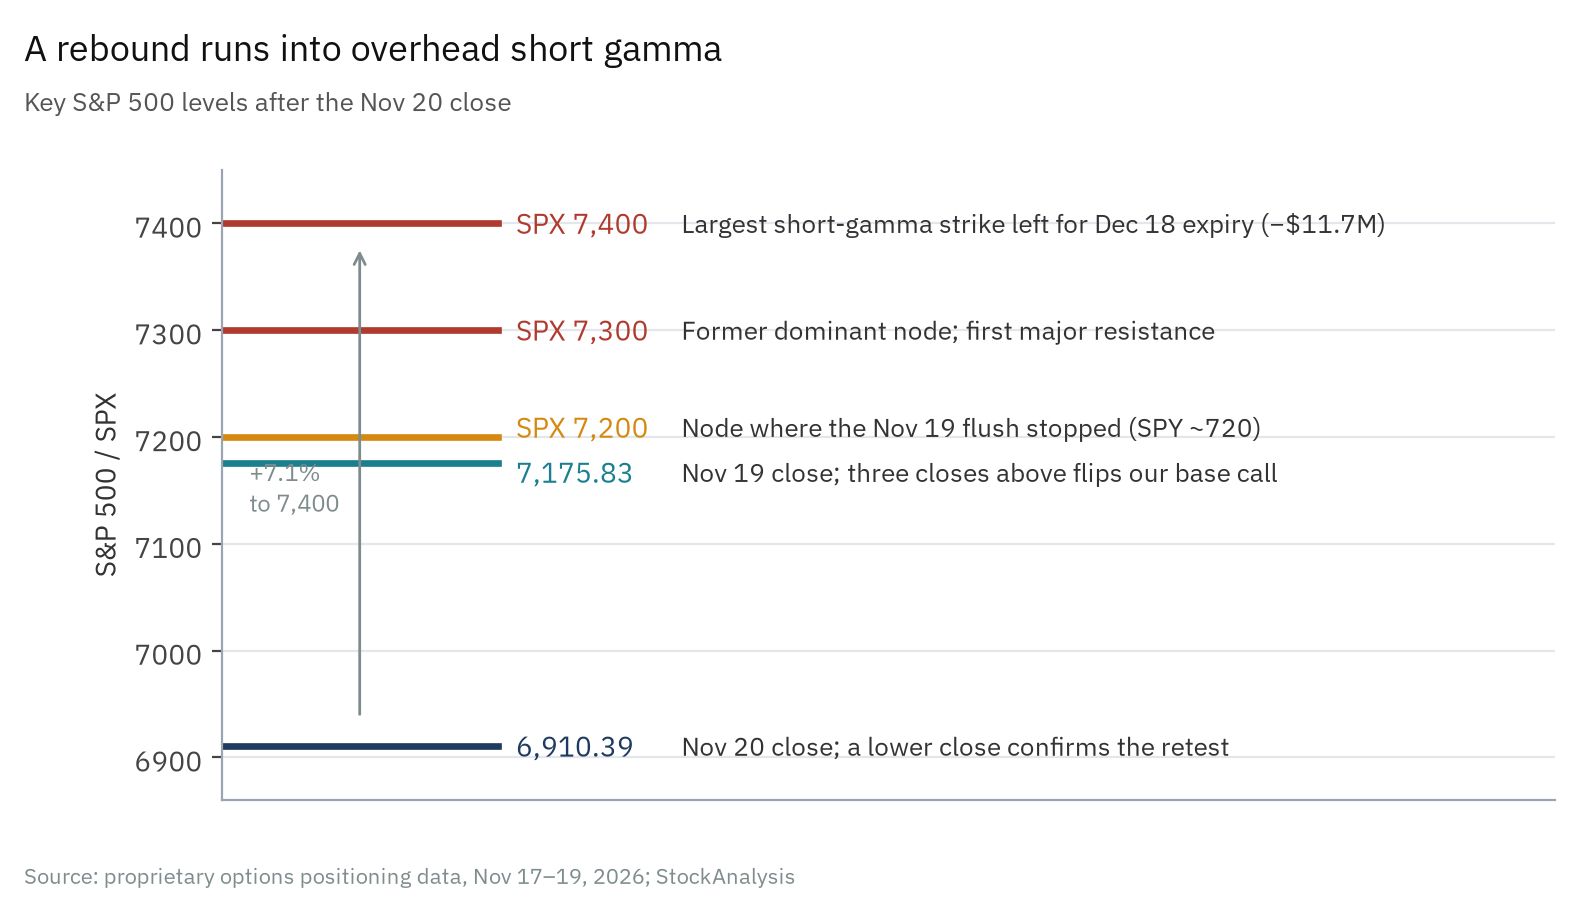 A rebound runs into overhead short gamma
Key S&P 500 levels after the Nov 20 close
S&P 500 / SPX
7400
SPX 7,400 Largest short-gamma strike left for Dec 18 expiry (−$11.7M)
7300
SPX 7,300 Former dominant node; first major resistance
7200
SPX 7,200 Node where the Nov 19 flush stopped (SPY ~720)
7,175.83 Nov 19 close; three closes above flips our base call
+7.1%
to 7,400
7100
7000
6900
6,910.39 Nov 20 close; a lower close confirms the retest
Source: proprietary options positioning data, Nov 17–19, 2026; StockAnalysis